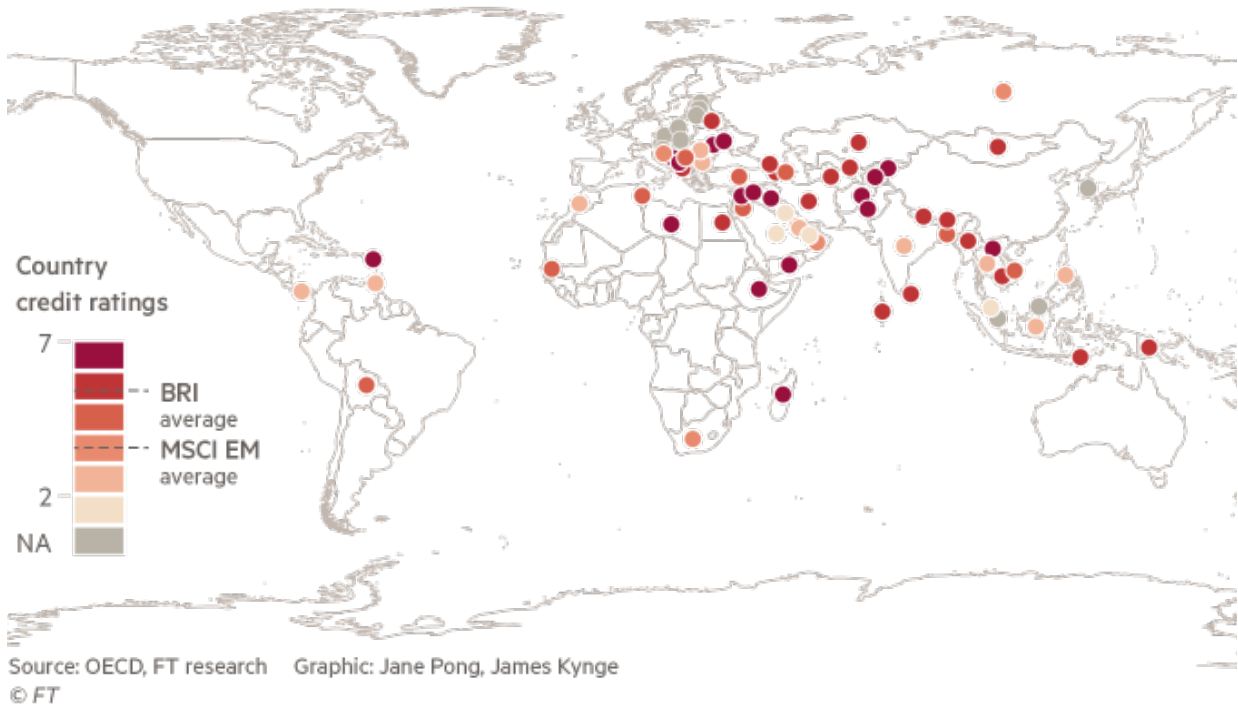 Country
credit ratings
7
BRI
average
MSCI EM
average
2
NA
Source: OECD, FT research Graphic: Jane Pong, James Kynge
© FT